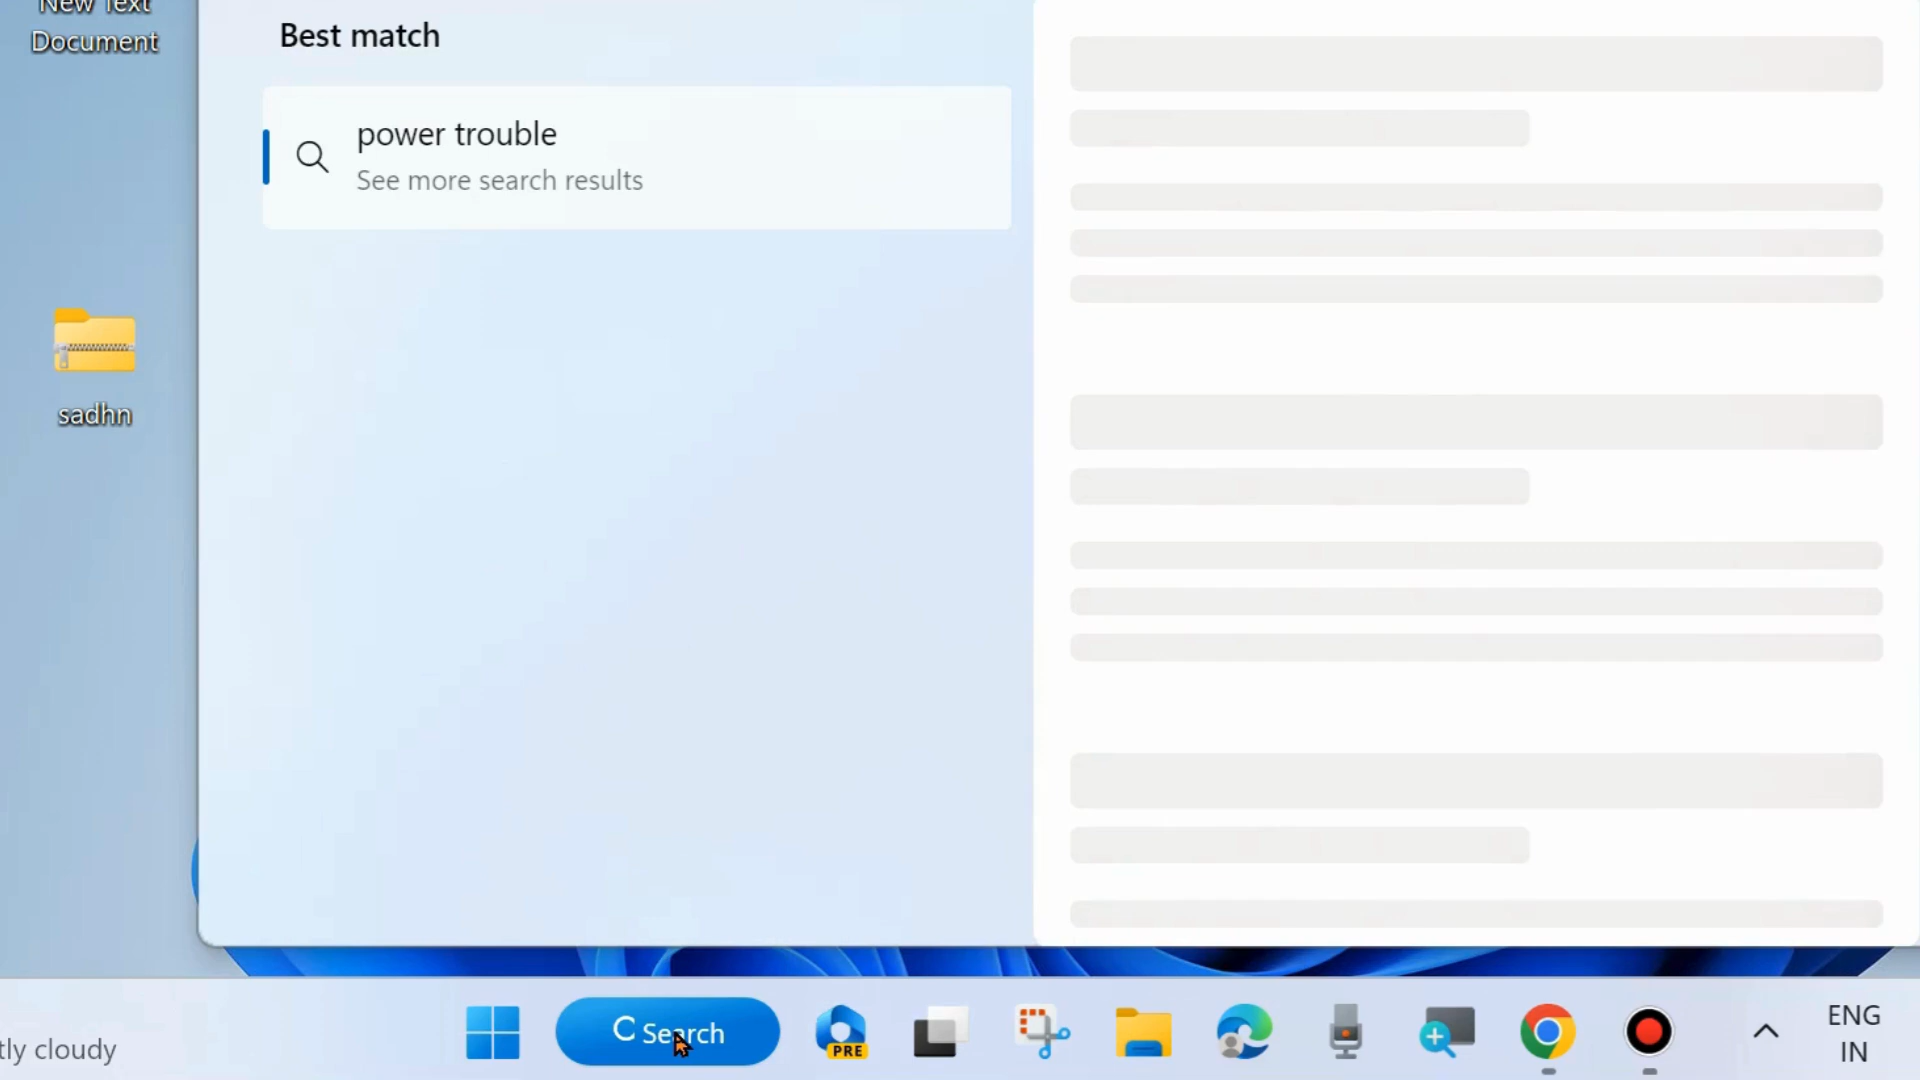 New Text
Document
Best match
power trouble
See more search results
sadhn
Search
PRE
tly cloudy
ENG
IN